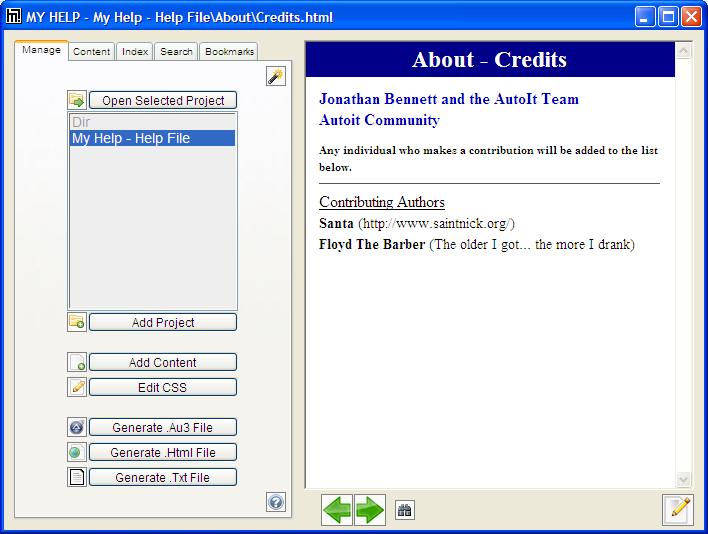 MY HELP - My Help - Help File\About\Credits.html
Manage
Content
Index
Search
Bookmarks
Open Selected Project
Dir
My Help - Help File
Add Project
Add Content
Edit CSS
Generate .Au3 File
Generate .Html File
Generate .Txt File
About - Credits
Jonathan Bennett and the AutoIt Team
Autoit Community
Any individual who makes a contribution will be added to the list
below.
Contributing Authors
Santa (http://www.saintnick.org/)
Floyd The Barber (The older I got... the more I drank)